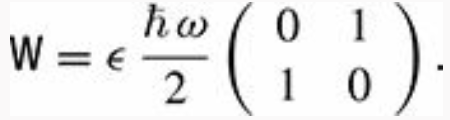 W = ϵ ħω/2 ( 0 1 ; 1 0 ).